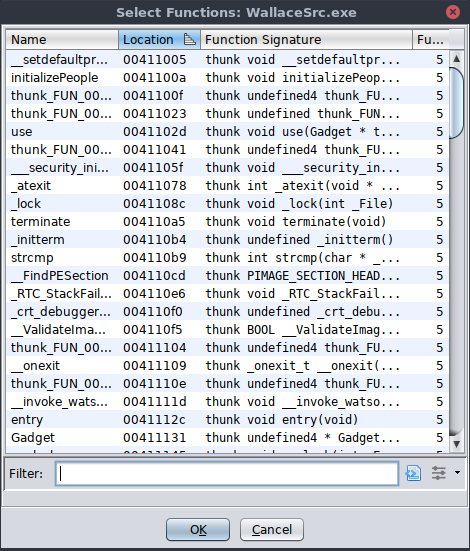 Select Functions: WallaceSrc.exe
Name Location Function Signature Fu...
__setdefaultpr... 00411005 thunk void __setdefaultpr... 5
initializePeople 0041100a thunk void initializePeop... 5
thunk_FUN_00... 0041100f thunk undefined4 thunk_FU... 5
thunk_FUN_00... 00411023 thunk undefined thunk_FUN... 5
use 0041102d thunk void use(Gadget * t... 5
thunk_FUN_00... 00411041 thunk undefined4 thunk_FU... 5
___security_ini... 0041105f thunk void ___security_in... 5
_atexit 00411078 thunk int _atexit(void * ... 5
_lock 0041108c thunk void _lock(int _File) 5
terminate 004110a5 thunk void terminate(void) 5
_initterm 004110b4 thunk undefined _initterm() 5
strcmp 004110b9 thunk int strcmp(char * _... 5
__FindPESection 004110cd thunk PIMAGE_SECTION_HEAD... 5
_RTC_StackFail... 004110e6 thunk void _RTC_StackFail... 5
_crt_debugger... 004110f0 thunk undefined _crt_debu... 5
__ValidateIma... 004110f5 thunk BOOL __ValidateImag... 5
thunk_FUN_00... 00411104 thunk undefined4 thunk_FU... 5
__onexit 00411109 thunk _onexit_t __onexit(... 5
thunk_FUN_00... 0041110e thunk undefined4 thunk_FU... 5
__invoke_watso... 0041111d thunk void __invoke_watso... 5
entry 0041112c thunk void entry(void) 5
Gadget 00411131 thunk undefined4 * Gadget... 5
Filter:
OK Cancel